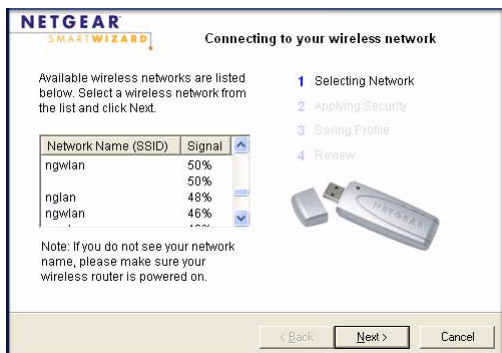 NETGEAR
SMARTWIZARD
Connecting to your wireless network
Available wireless networks are listed
below. Select a wireless network from
the list and click Next.
Network Name (SSID) Signal
ngwlan 50%
50%
nglan 48%
ngwlan 46%
Note: If you do not see your network
name, please make sure your
wireless router is powered on.
1 Selecting Network
2 Applying Security
3 Saving Profile
4 Review
NETGEAR
< Back
Next >
Cancel